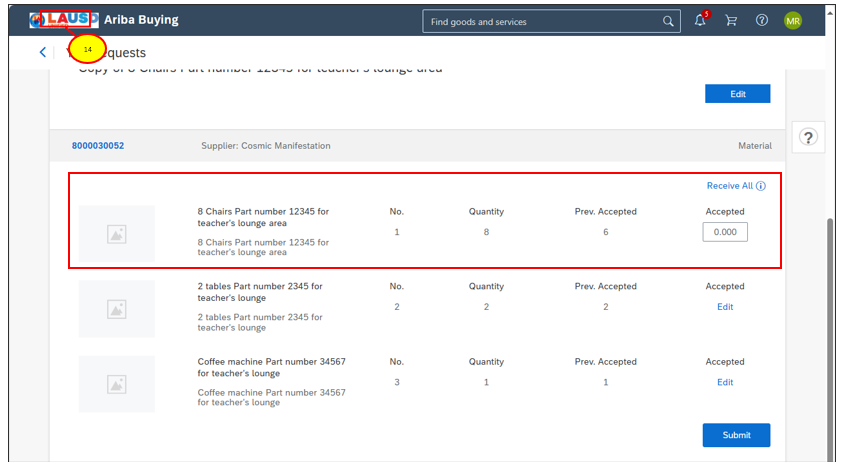 LAUSD Ariba Buying
Find goods and services
5
?
MR
14
requests
Copy of 8 Chairs Part number 12345 for teacher's lounge area
Edit
8000030052 Supplier: Cosmic Manifestation Material
?
Receive All
8 Chairs Part number 12345 for No. Quantity Prev. Accepted Accepted
teacher's lounge area
1 8 6 0.000
8 Chairs Part number 12345 for
teacher's lounge area
2 tables Part number 2345 for No. Quantity Prev. Accepted Accepted
teacher's lounge
2 2 2 Edit
2 tables Part number 2345 for
teacher's lounge
Coffee machine Part number 34567 No. Quantity Prev. Accepted Accepted
for teacher's lounge
3 1 1 Edit
Coffee machine Part number 34567
for teacher's lounge
Submit